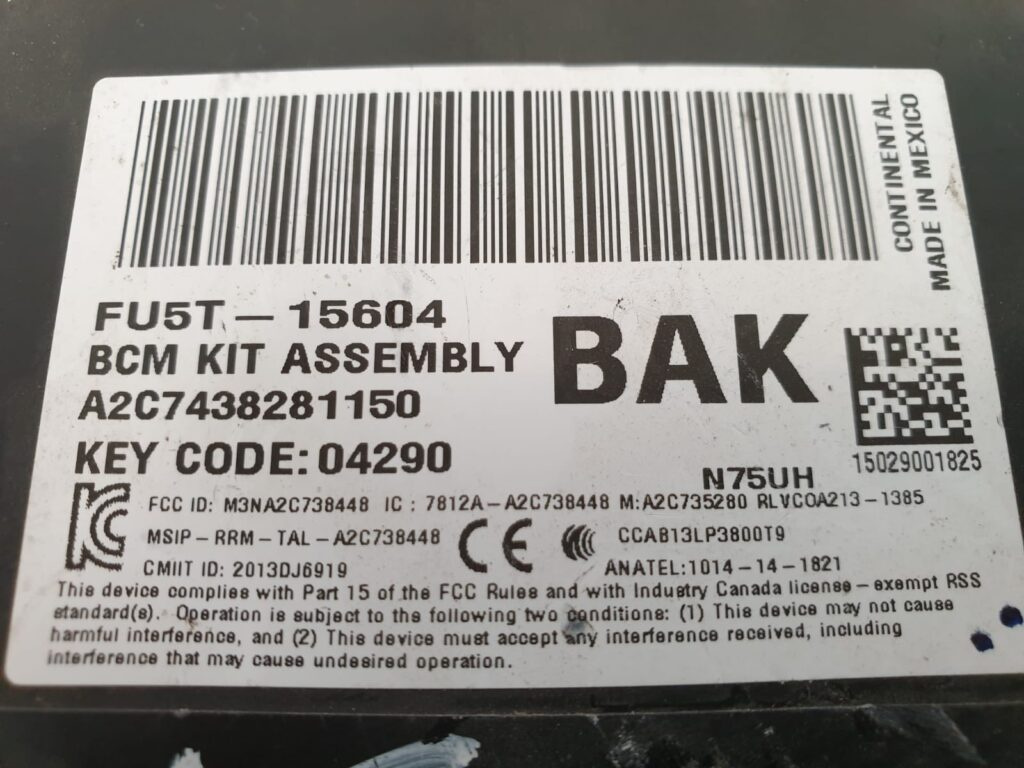 CONTINENTAL
MADE IN MEXICO
FU5T-15604
BCM KIT ASSEMBLY
BAK
A2C7438281150
KEY CODE: 04290
N75UH
15029001825
FCC ID: M3NA2C738448 IC : 7812A-A2C738448 M:A2C735280 RLVCOA213-1385
MSIP-RRM-TAL-A2C738448 CE CCAB13LP3800T9
CMIIT ID: 2013DJ6919 ANATEL:1014-14-1821
This device complies with Part 15 of the FCC Rules and with Industry Canada license-exempt RSS
standard(s). Operation is subject to the following two conditions: (1) This device may not cause
harmful interference, and (2) This device must accept any interference received, including
interference that may cause undesired operation.